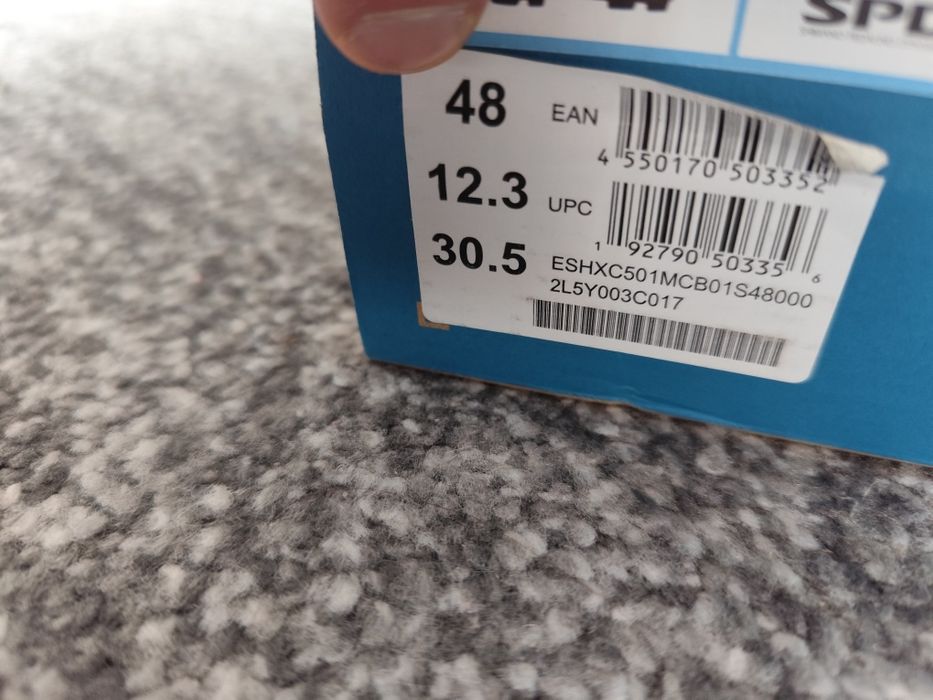 SPD
48
EAN
4 550170 503352
12.3
UPC
1 92790 50335 6
30.5
ESHXC501MCB01S48000
2L5Y003C017